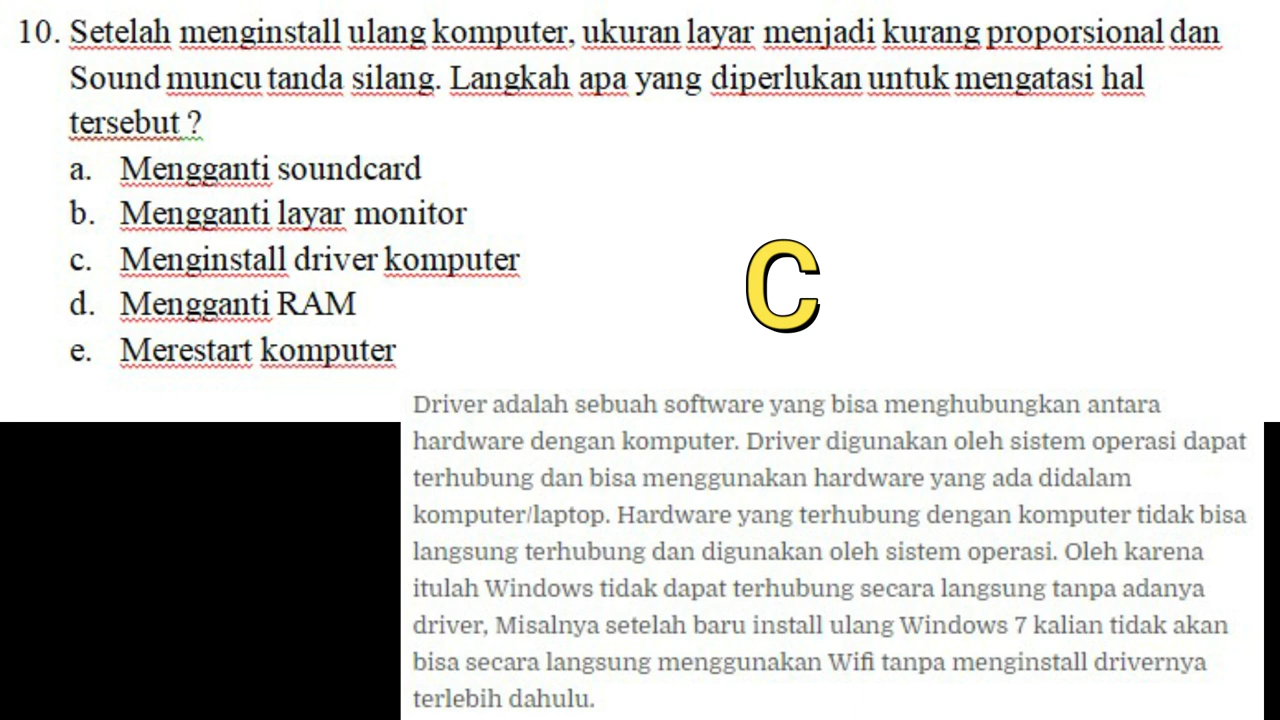 10. Setelah menginstall ulang komputer, ukuran layar menjadi kurang proporsional dan
Sound muncu tanda silang. Langkah apa yang diperlukan untuk mengatasi hal
tersebut ?
a. Mengganti soundcard
b. Mengganti layar monitor
c. Menginstall driver komputer
d. Mengganti RAM
e. Merestart komputer
C
Driver adalah sebuah software yang bisa menghubungkan antara
hardware dengan komputer. Driver digunakan oleh sistem operasi dapat
terhubung dan bisa menggunakan hardware yang ada didalam
komputer/laptop. Hardware yang terhubung dengan komputer tidak bisa
langsung terhubung dan digunakan oleh sistem operasi. Oleh karena
itulah Windows tidak dapat terhubung secara langsung tanpa adanya
driver, Misalnya setelah baru install ulang Windows 7 kalian tidak akan
bisa secara langsung menggunakan Wifi tanpa menginstall drivernya
terlebih dahulu.